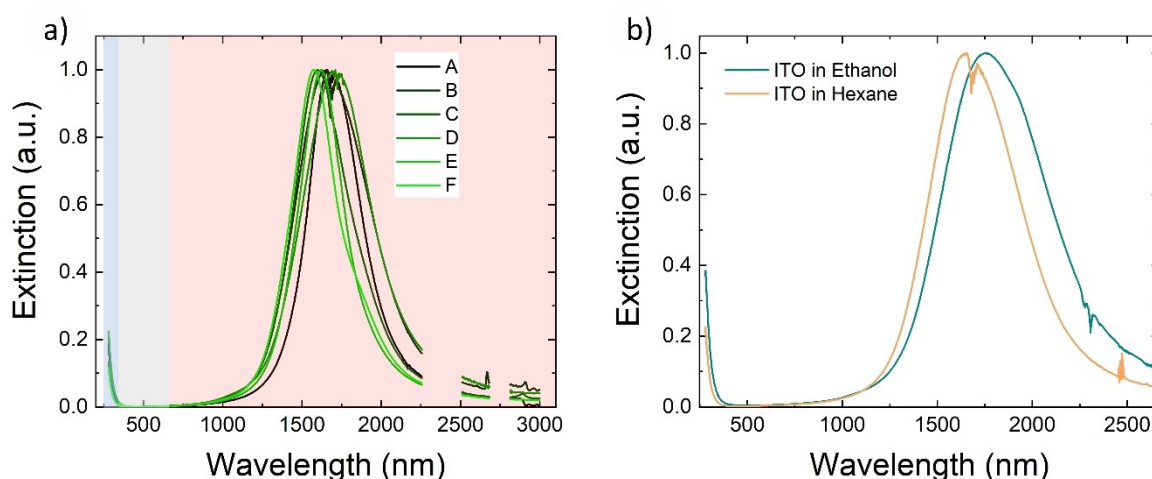 a)
Extinction (a.u.)
1.0
0.8
0.6
0.4
0.2
0.0
A
B
C
D
E
F
500 1000 1500 2000 2500 3000
Wavelength (nm)
b)
Exctinction (a.u.)
1.0
0.8
0.6
0.4
0.2
0.0
ITO in Ethanol
ITO in Hexane
500 1000 1500 2000 2500
Wavelength (nm)